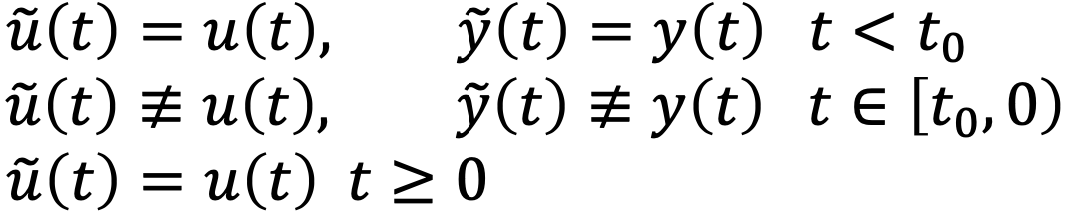 ũ(t) = u(t), ỹ(t) = y(t) t < t₀
ũ(t) ≢ u(t), ỹ(t) ≢ y(t) t ∈ [t₀, 0)
ũ(t) = u(t) t ≥ 0